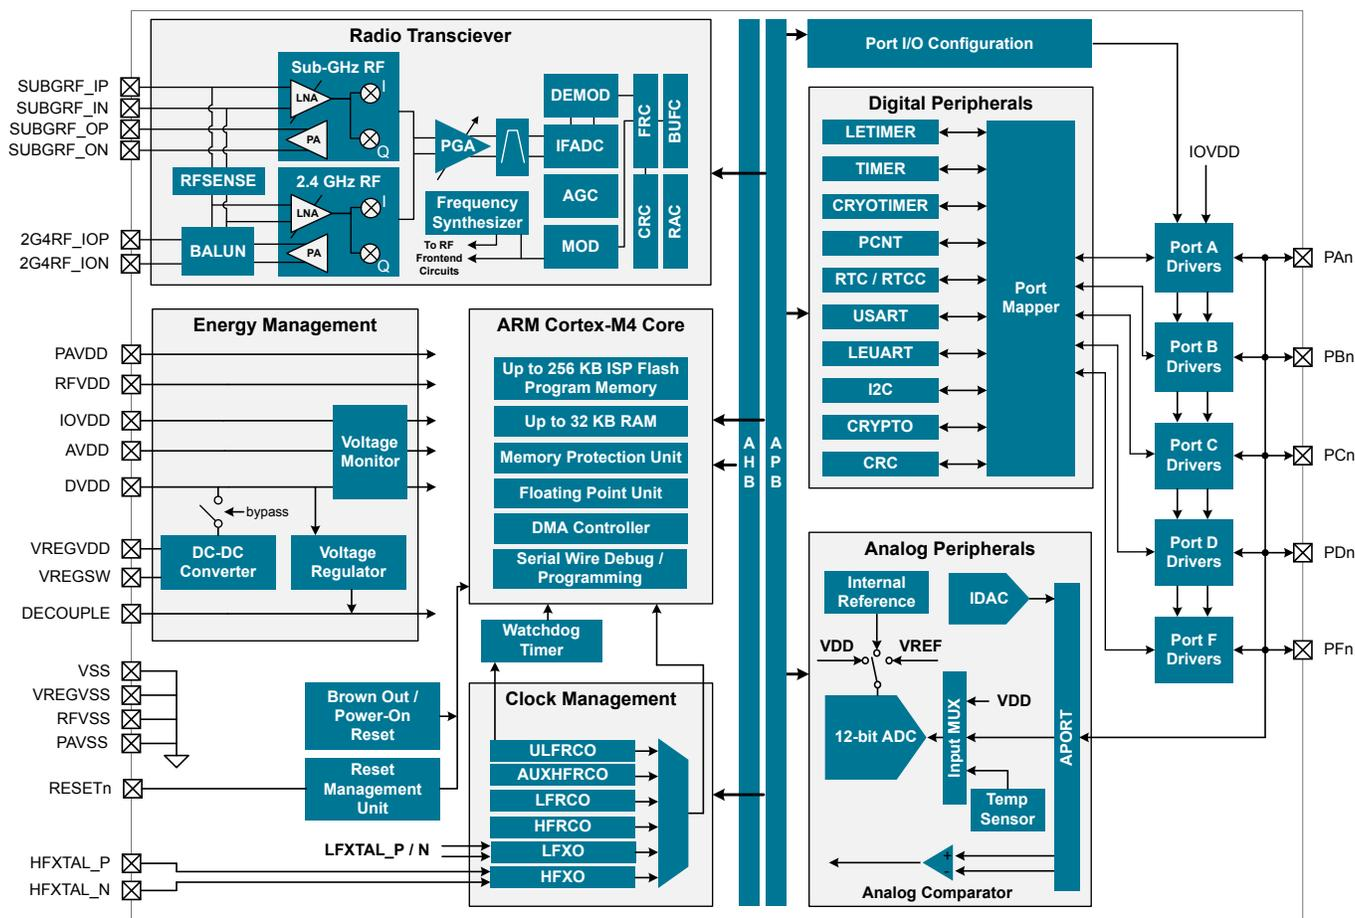 Radio Transciever
SUBGRF_IP
SUBGRF_IN
SUBGRF_OP
SUBGRF_ON
2G4RF_IOP
2G4RF_ION
Sub-GHz RF
LNA
I
PA
Q
RFSENSE
BALUN
2.4 GHz RF
LNA
I
PA
Q
PGA
Frequency
Synthesizer
To RF
Frontend
Circuits
DEMOD
IFADC
AGC
MOD
FRC
BUFC
CRC
RAC
Energy Management
PAVDD
RFVDD
IOVDD
AVDD
DVDD
VREGVDD
VREGSW
DECOUPLE
Voltage
Monitor
bypass
DC-DC
Converter
Voltage
Regulator
VSS
VREGVSS
RFVSS
PAVSS
RESETn
HFXTAL_P
HFXTAL_N
ARM Cortex-M4 Core
Up to 256 KB ISP Flash
Program Memory
Up to 32 KB RAM
Memory Protection Unit
Floating Point Unit
DMA Controller
Serial Wire Debug /
Programming
Watchdog
Timer
Brown Out /
Power-On
Reset
Reset
Management
Unit
Clock Management
ULFRCO
AUXHFRCO
LFRCO
HFRCO
LFXO
HFXO
LFXTAL_P / N
A
H
B
A
P
B
Port I/O Configuration
Digital Peripherals
LETIMER
TIMER
CRYOTIMER
PCNT
RTC / RTCC
USART
LEUART
I2C
CRYPTO
CRC
Port
Mapper
IOVDD
Port A
Drivers
Port B
Drivers
Port C
Drivers
Port D
Drivers
Port F
Drivers
PAn
PBn
PCn
PDn
PFn
Analog Peripherals
Internal
Reference
IDAC
VDD
VREF
12-bit ADC
Input MUX
VDD
APORT
Temp
Sensor
+
-
Analog Comparator